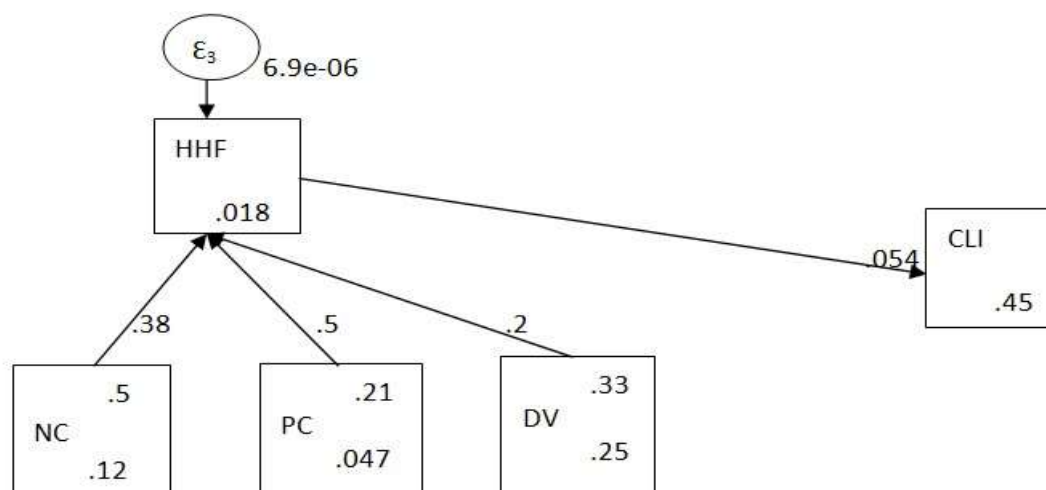 ε₃
6.9e-06
HHF
.018
CLI
.054
.45
.38
.5
.2
.5
.21
.33
NC
PC
DV
.12
.047
.25